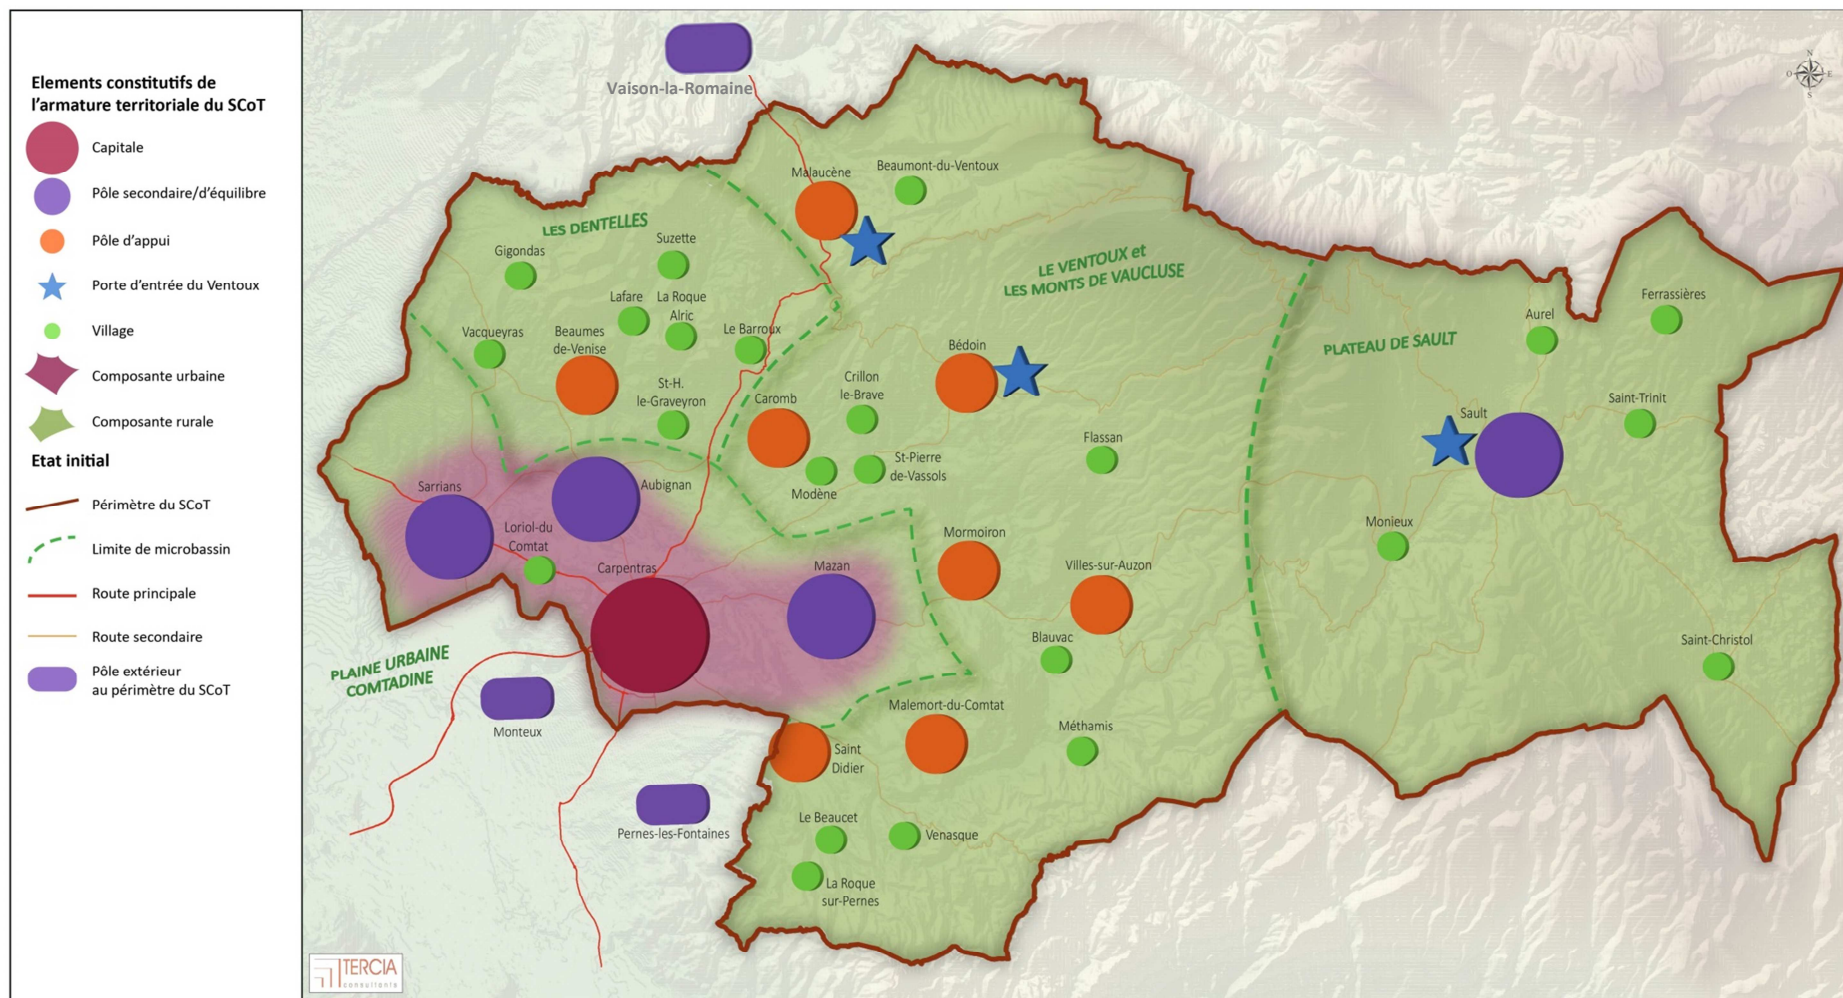 Elements constitutifs de
l'armature territoriale du SCoT
Capitale
Pôle secondaire/d'équilibre
Pôle d'appui
Porte d'entrée du Ventoux
Village
Composante urbaine
Composante rurale
Etat initial
Périmètre du SCoT
Limite de microbassin
Route principale
Route secondaire
Pôle extérieur
au périmètre du SCoT
Vaison-la-Romaine
N
O
E
S
Malaucène
Beaumont-du-Ventoux
LES DENTELLES
Gigondas
Suzette
LE VENTOUX et
LES MONTS DE VAUCLUSE
Lafare
La Roque
Alric
Vacqueyras
Beaumes
de-Venise
Le Barroux
Bédoin
PLATEAU DE SAULT
Aurel
Ferrassières
St-H.
le-Graveyron
Caromb
Crillon
le-Brave
Saint-Trinit
Sault
Flassan
St-Pierre
de-Vassols
Modène
Sarrians
Aubignan
Loriol-du
Comtat
Monieux
Mormoiron
Carpentras
Mazan
Villes-sur-Auzon
Blauvac
Saint-Christol
PLAINE URBAINE
COMTADINE
Monteux
Malemort-du-Comtat
Méthamis
Saint
Didier
Pernes-les-Fontaines
Le Beaucet
Venasque
La Roque
sur-Pernes
TERCIA
consultants